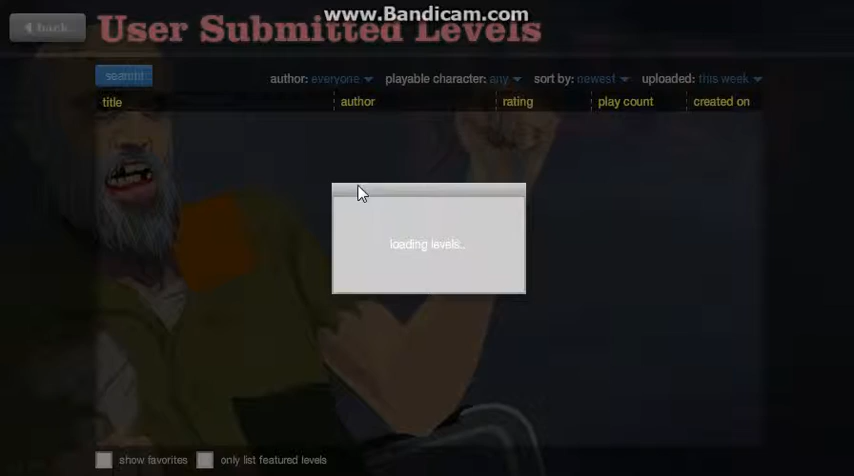 www.Bandicam.com
back
User Submitted Levels
search!
author: everyone playable character: any sort by: newest uploaded: this week
title author rating play count created on
loading levels..
show favorites only list featured levels